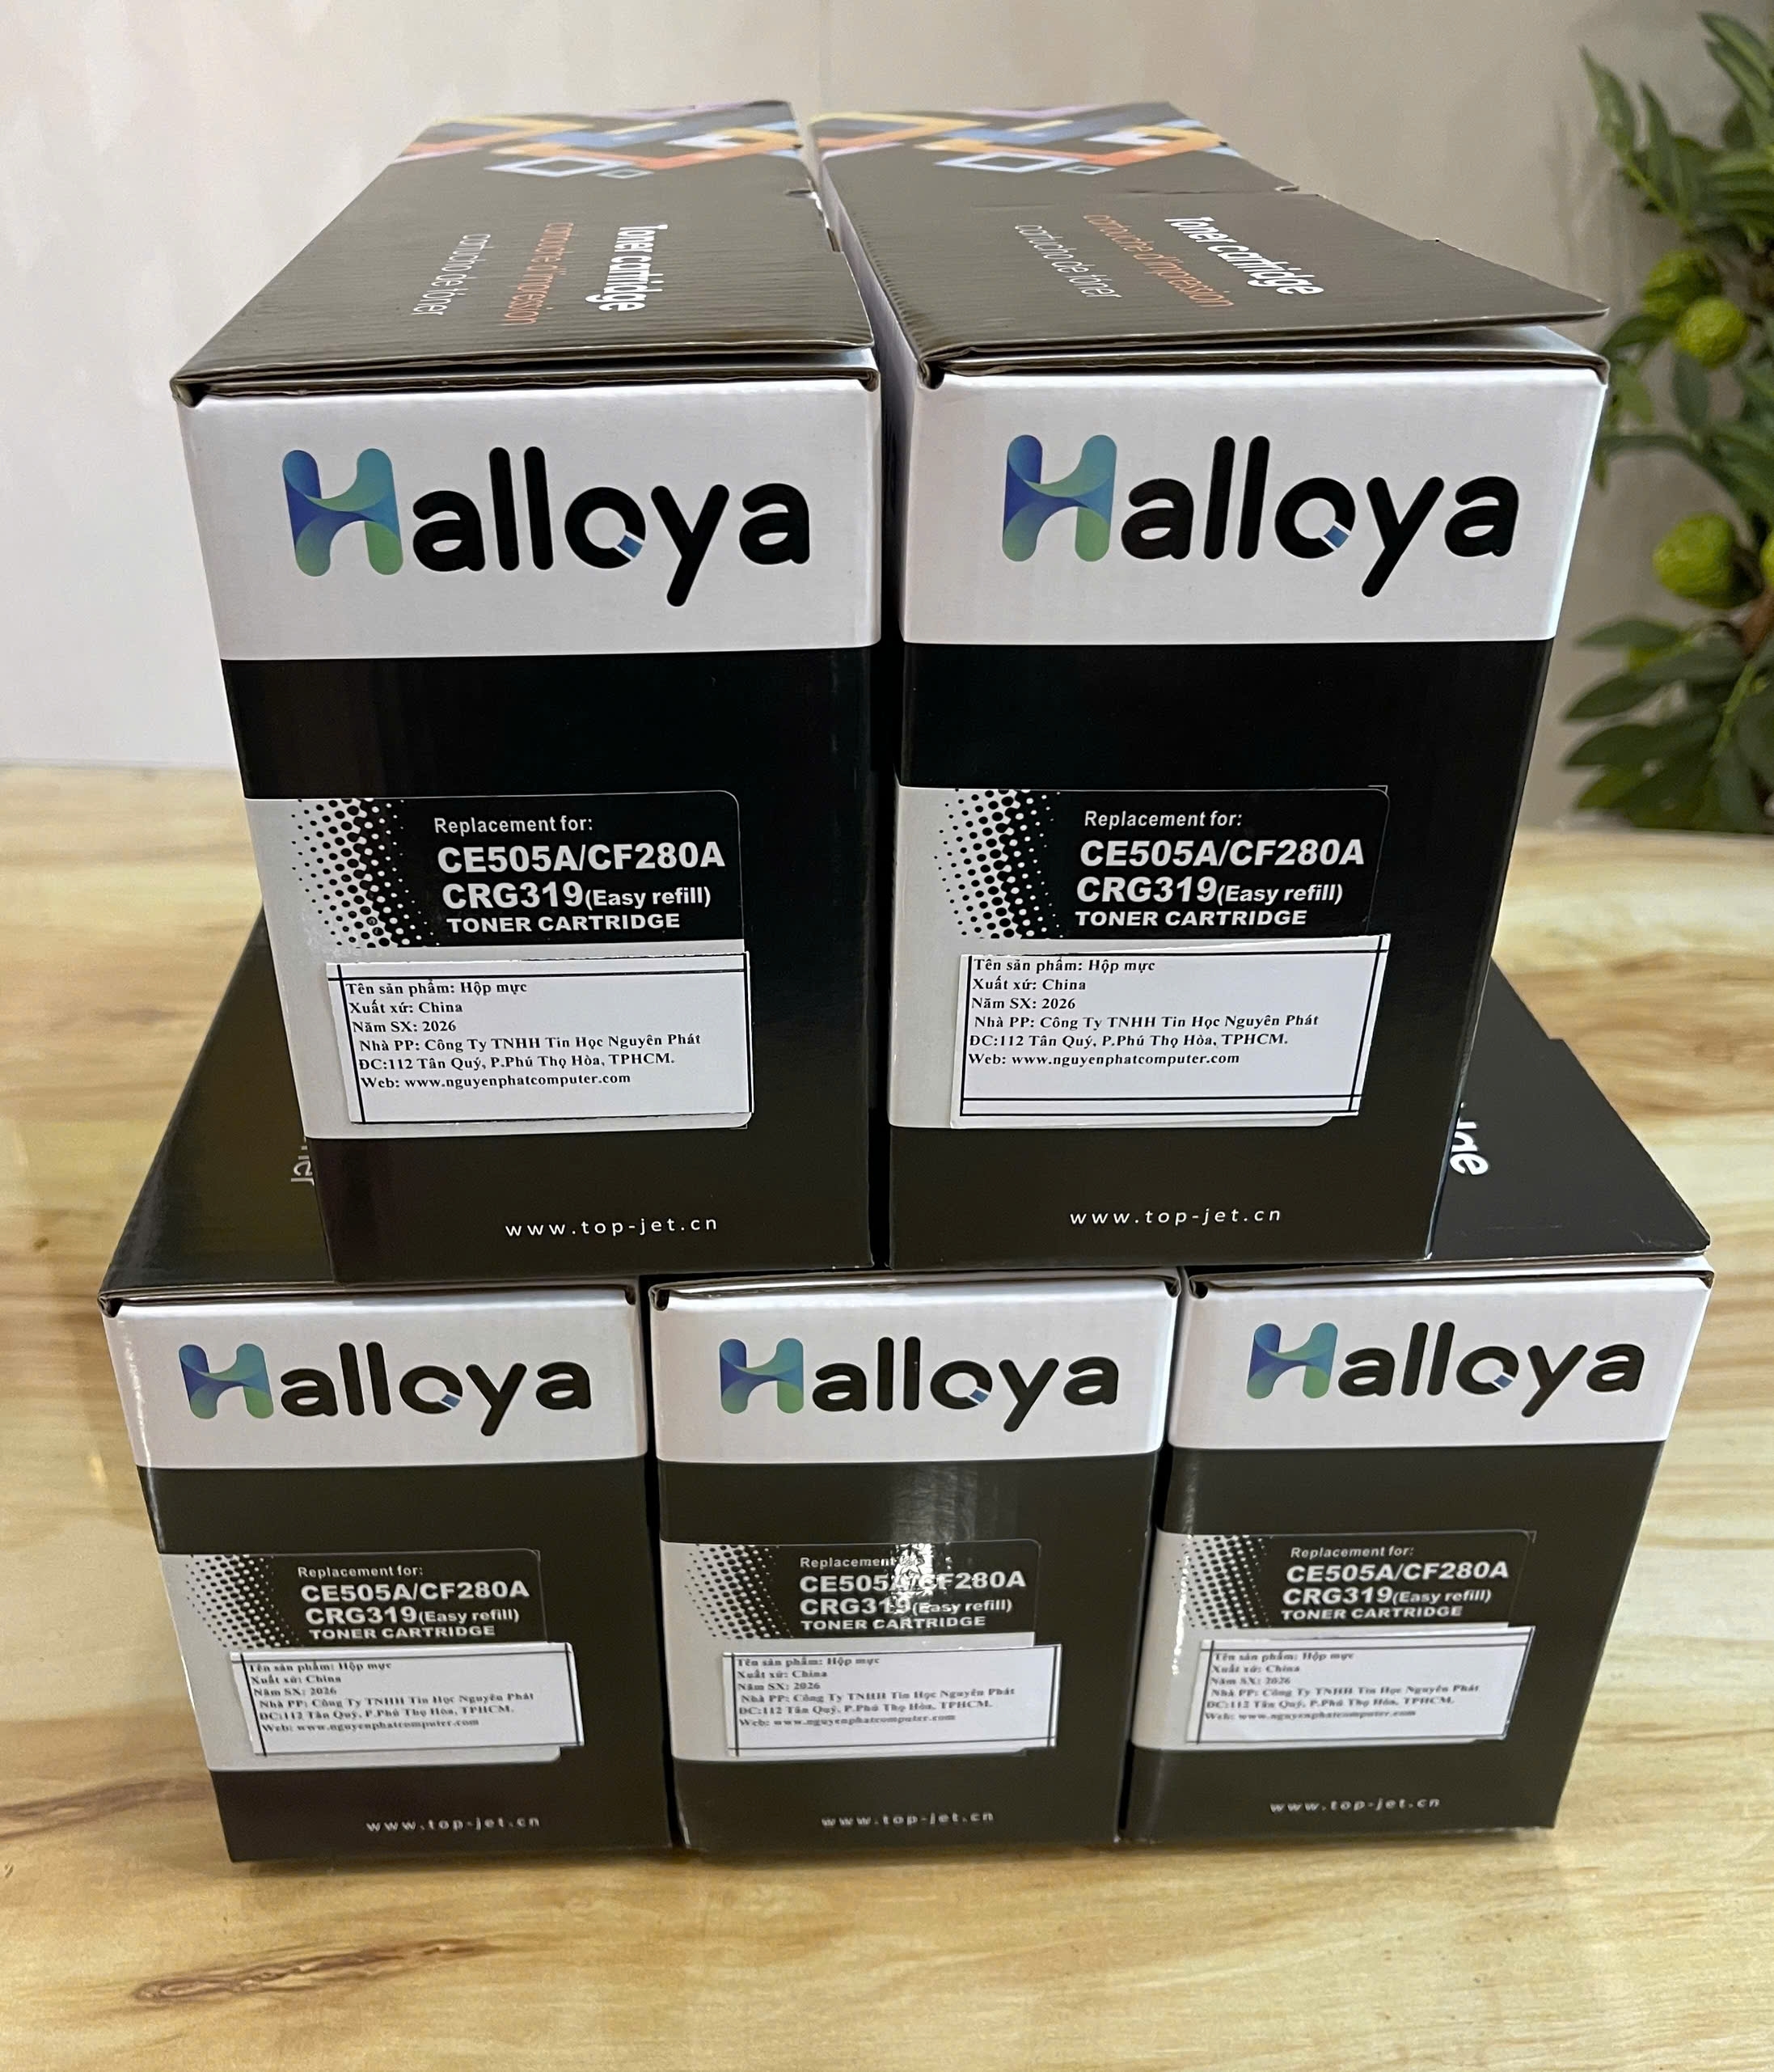 Toner cartridge
cartouche d'impression
cartucho de tóner
Toner cartridge
cartouche d'impression
cartucho de tóner
Halloya
Replacement for:
CE505A/CF280A
CRG319(Easy refill)
TONER CARTRIDGE
Tên sản phẩm: Hộp mực
Xuất xứ: China
Năm SX: 2026
Nhà PP: Công Ty TNHH Tin Học Nguyên Phát
ĐC:112 Tân Quý, P.Phú Thọ Hòa, TPHCM.
Web: www.nguyenphatcomputer.com
www.top-jet.cn
Halloya
Replacement for:
CE505A/CF280A
CRG319(Easy refill)
TONER CARTRIDGE
Tên sản phẩm: Hộp mực
Xuất xứ: China
Năm SX: 2026
Nhà PP: Công Ty TNHH Tin Học Nguyên Phát
ĐC:112 Tân Quý, P.Phú Thọ Hòa, TPHCM.
Web: www.nguyenphatcomputer.com
www.top-jet.cn
Halloya
Replacement for:
CE505A/CF280A
CRG319(Easy refill)
TONER CARTRIDGE
Tên sản phẩm: Hộp mực
Xuất xứ: China
Năm SX: 2026
Nhà PP: Công Ty TNHH Tin Học Nguyên Phát
ĐC:112 Tân Quý, P.Phú Thọ Hòa, TPHCM.
Web: www.nguyenphatcomputer.com
www.top-jet.cn
Halloya
Replacement
CE505A/CF280A
CRG319(Easy refill)
TONER CARTRIDGE
Tên sản phẩm: Hộp mực
Xuất xứ: China
Năm SX: 2026
Nhà PP: Công Ty TNHH Tin Học Nguyên Phát
ĐC:112 Tân Quý, P.Phú Thọ Hòa, TPHCM.
Web: www.nguyenphatcomputer.com
www.top-jet.cn
Halloya
Replacement for:
CE505A/CF280A
CRG319(Easy refill)
TONER CARTRIDGE
Tên sản phẩm: Hộp mực
Xuất xứ: China
Năm SX: 2026
Nhà PP: Công Ty TNHH Tin Học Nguyên Phát
ĐC:112 Tân Quý, P.Phú Thọ Hòa, TPHCM.
Web: www.nguyenphatcomputer.com
www.top-jet.cn